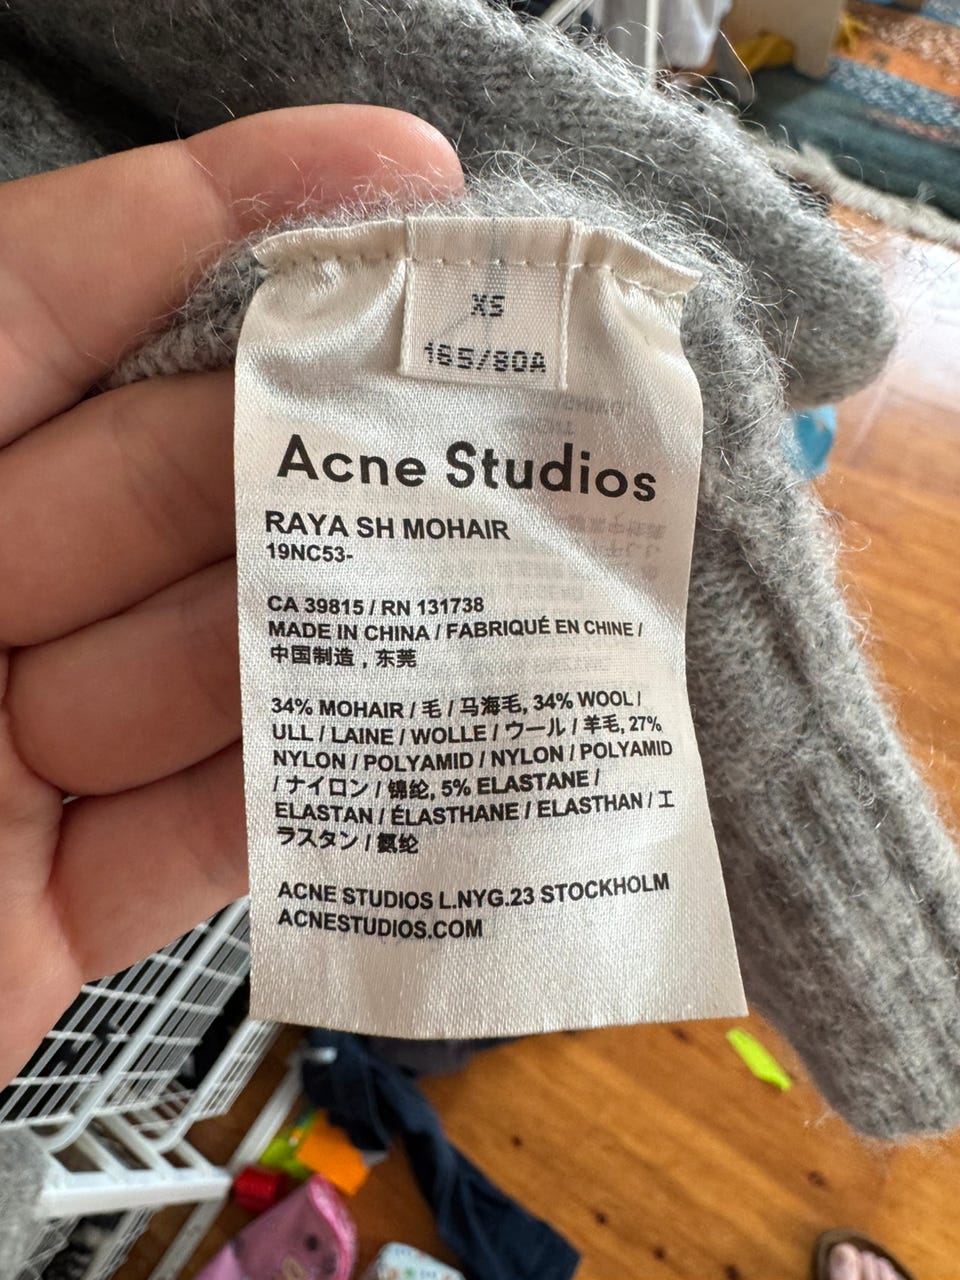 XS
165/80A
Acne Studios
RAYA SH MOHAIR
19NC53-
CA 39815 / RN 131738
MADE IN CHINA / FABRIQUÉ EN CHINE /
中国制造，东莞
34% MOHAIR / 毛 / 马海毛, 34% WOOL /
ULL / LAINE / WOLLE / ウール / 羊毛, 27%
NYLON / POLYAMID / NYLON / POLYAMID
/ ナイロン / 锦纶, 5% ELASTANE /
ELASTAN / ÉLASTHANE / ELASTHAN / エ
ラスタン / 氨纶
ACNE STUDIOS L.NYG.23 STOCKHOLM
ACNESTUDIOS.COM